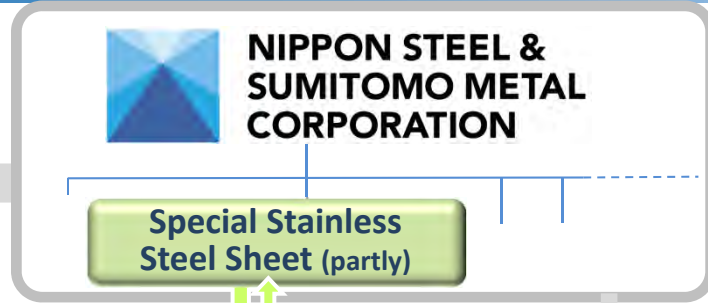 NIPPON STEEL &
SUMITOMO METAL
CORPORATION
Special Stainless
Steel Sheet (partly)